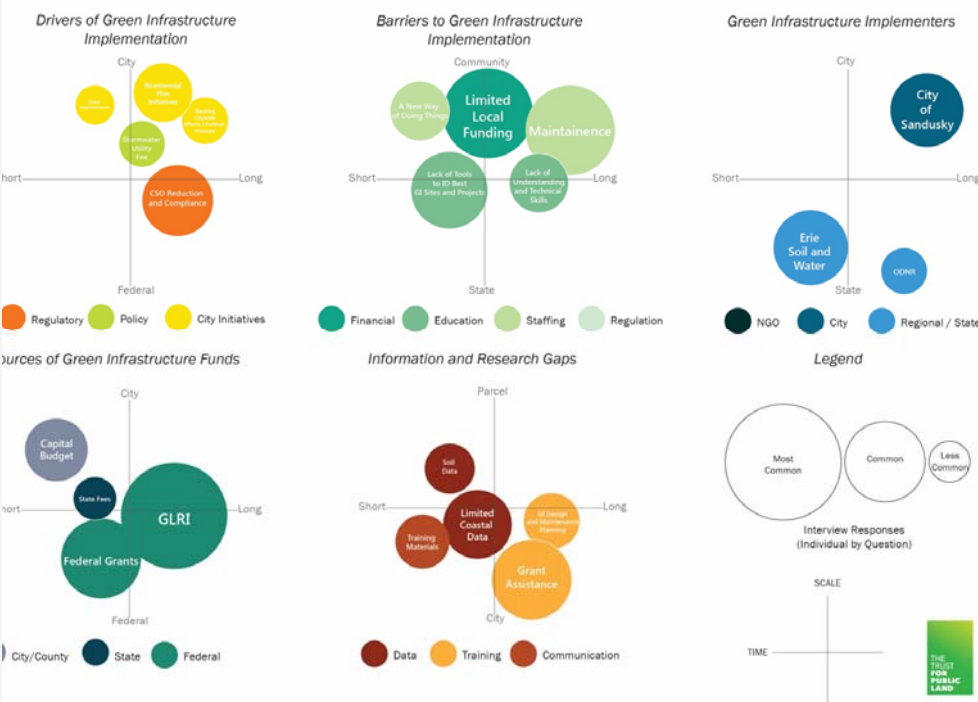 Drivers of Green Infrastructure
Implementation
City
Bicentennial
Plan
Initiatives
Stormwater
Utility
Fee
CSO Reduction
and Compliance
hort
Long
Federal
Regulatory
Policy
City Initiatives
Barriers to Green Infrastructure
Implementation
Community
A New Way
of Doing Things
Limited
Local
Funding
Maintainence
Lack of Tools
to ID Best
GI Sites and Projects
Lack of
Understanding
and Technical
Skills
Short
Long
State
Financial
Education
Staffing
Regulation
Green Infrastructure Implementers
City
City
of
Sandusky
Short
Long
Erie
Soil and
Water
ODNR
State
NGO
City
Regional / State
ources of Green Infrastructure Funds
City
Capital
Budget
State Fees
hort
Long
GLRI
Federal Grants
Federal
City/County
State
Federal
Information and Research Gaps
Parcel
Soil
Data
Short
Long
Limited
Coastal
Data
Training
Materials
GI Design
and Maintenance
Planning
Grant
Assistance
City
Data
Training
Communication
Legend
Most
Common
Common
Less
Common
Interview Responses
(Individual by Question)
SCALE
TIME
THE
TRUST
FOR
PUBLIC
LAND